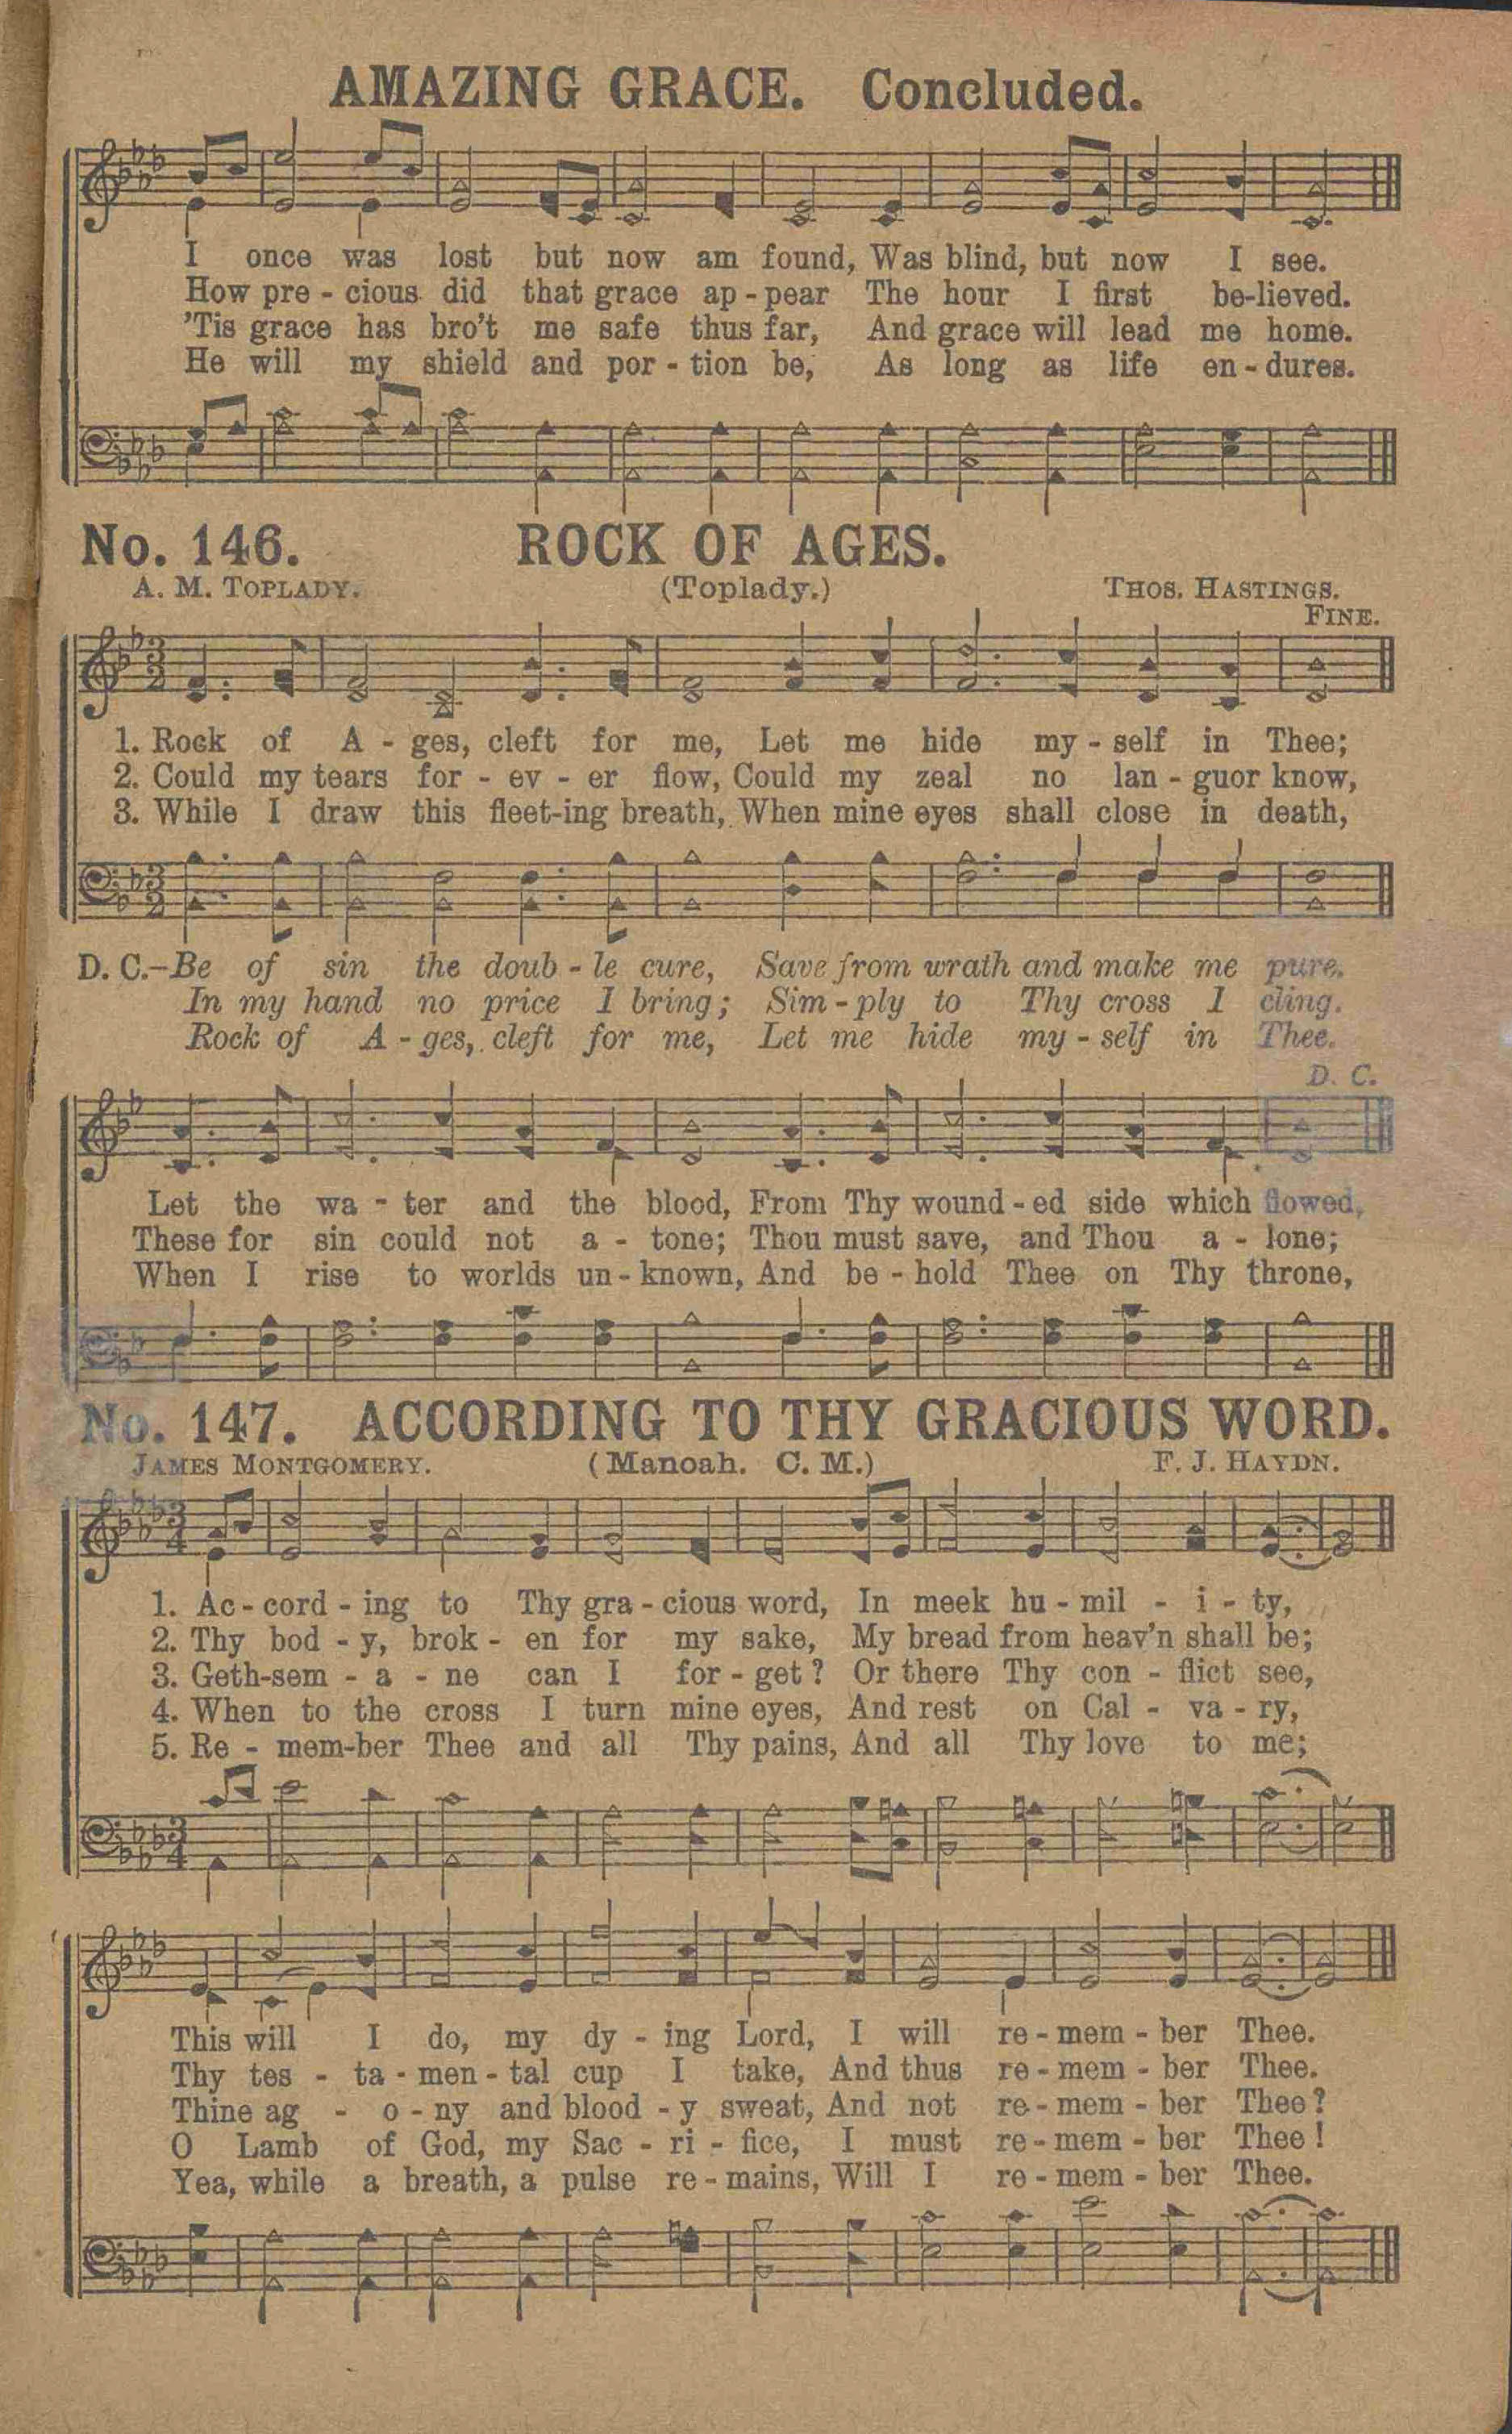 AMAZING GRACE. Concluded.
I once was lost but now am found, Was blind, but now I see.
How pre - cious did that grace ap - pear The hour I first be-lieved.
'Tis grace has bro't me safe thus far, And grace will lead me home.
He will my shield and por - tion be, As long as life en - dures.
No. 146. ROCK OF AGES.
A. M. TOPLADY. (Toplady.) THOS. HASTINGS.
FINE.
3
2
1. Rock of A - ges, cleft for me, Let me hide my - self in Thee;
2. Could my tears for - ev - er flow, Could my zeal no lan - guor know,
3. While I draw this fleet-ing breath, When mine eyes shall close in death,
3
2
D. C.–Be of sin the doub - le cure, Save from wrath and make me pure.
In my hand no price I bring; Sim - ply to Thy cross I cling.
Rock of A - ges, cleft for me, Let me hide my - self in Thee.
D. C.
Let the wa - ter and the blood, From Thy wound - ed side which flowed,
These for sin could not a - tone; Thou must save, and Thou a - lone;
When I rise to worlds un - known, And be - hold Thee on Thy throne,
No. 147. ACCORDING TO THY GRACIOUS WORD.
JAMES MONTGOMERY. (Manoah. C. M.) F. J. HAYDN.
3
4
1. Ac - cord - ing to Thy gra - cious word, In meek hu - mil - i - ty,
2. Thy bod - y, brok - en for my sake, My bread from heav'n shall be;
3. Geth-sem - a - ne can I for - get? Or there Thy con - flict see,
4. When to the cross I turn mine eyes, And rest on Cal - va - ry,
5. Re - mem-ber Thee and all Thy pains, And all Thy love to me;
3
4
This will I do, my dy - ing Lord, I will re - mem - ber Thee.
Thy tes - ta - men - tal cup I take, And thus re - mem - ber Thee.
Thine ag - o - ny and blood - y sweat, And not re - mem - ber Thee?
O Lamb of God, my Sac - ri - fice, I must re - mem - ber Thee!
Yea, while a breath, a pulse re - mains, Will I re - mem - ber Thee.